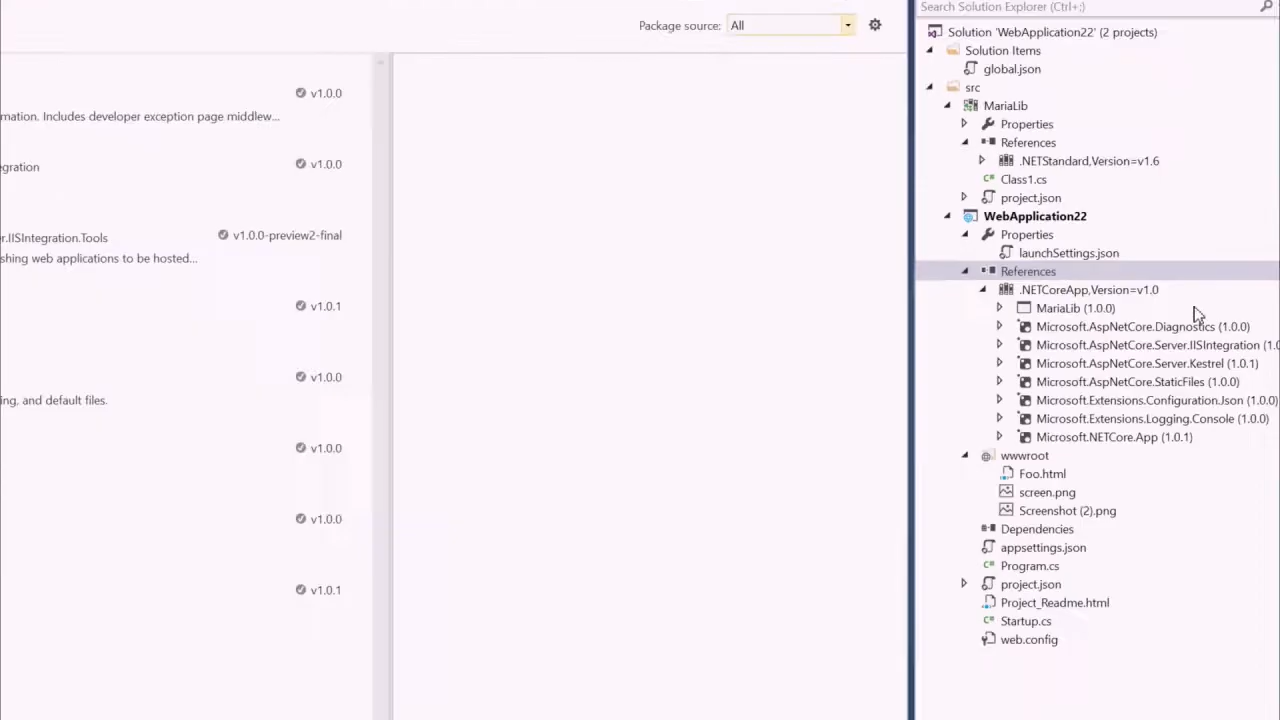 Package source: All
v1.0.0
mation. Includes developer exception page middlew...
v1.0.0
egration
v1.0.0-preview2-final
r.IISIntegration.Tools
shing web applications to be hosted...
v1.0.1
v1.0.0
ing, and default files.
v1.0.0
v1.0.0
v1.0.1
Search Solution Explorer (Ctrl+;)
Solution 'WebApplication22' (2 projects)
Solution Items
global.json
src
MariaLib
Properties
References
.NETStandard,Version=v1.6
Class1.cs
project.json
WebApplication22
Properties
launchSettings.json
References
.NETCoreApp,Version=v1.0
MariaLib (1.0.0)
Microsoft.AspNetCore.Diagnostics (1.0.0)
Microsoft.AspNetCore.Server.IISIntegration (1.0
Microsoft.AspNetCore.Server.Kestrel (1.0.1)
Microsoft.AspNetCore.StaticFiles (1.0.0)
Microsoft.Extensions.Configuration.Json (1.0.0)
Microsoft.Extensions.Logging.Console (1.0.0)
Microsoft.NETCore.App (1.0.1)
wwwroot
Foo.html
screen.png
Screenshot (2).png
Dependencies
appsettings.json
Program.cs
project.json
Project_Readme.html
Startup.cs
web.config